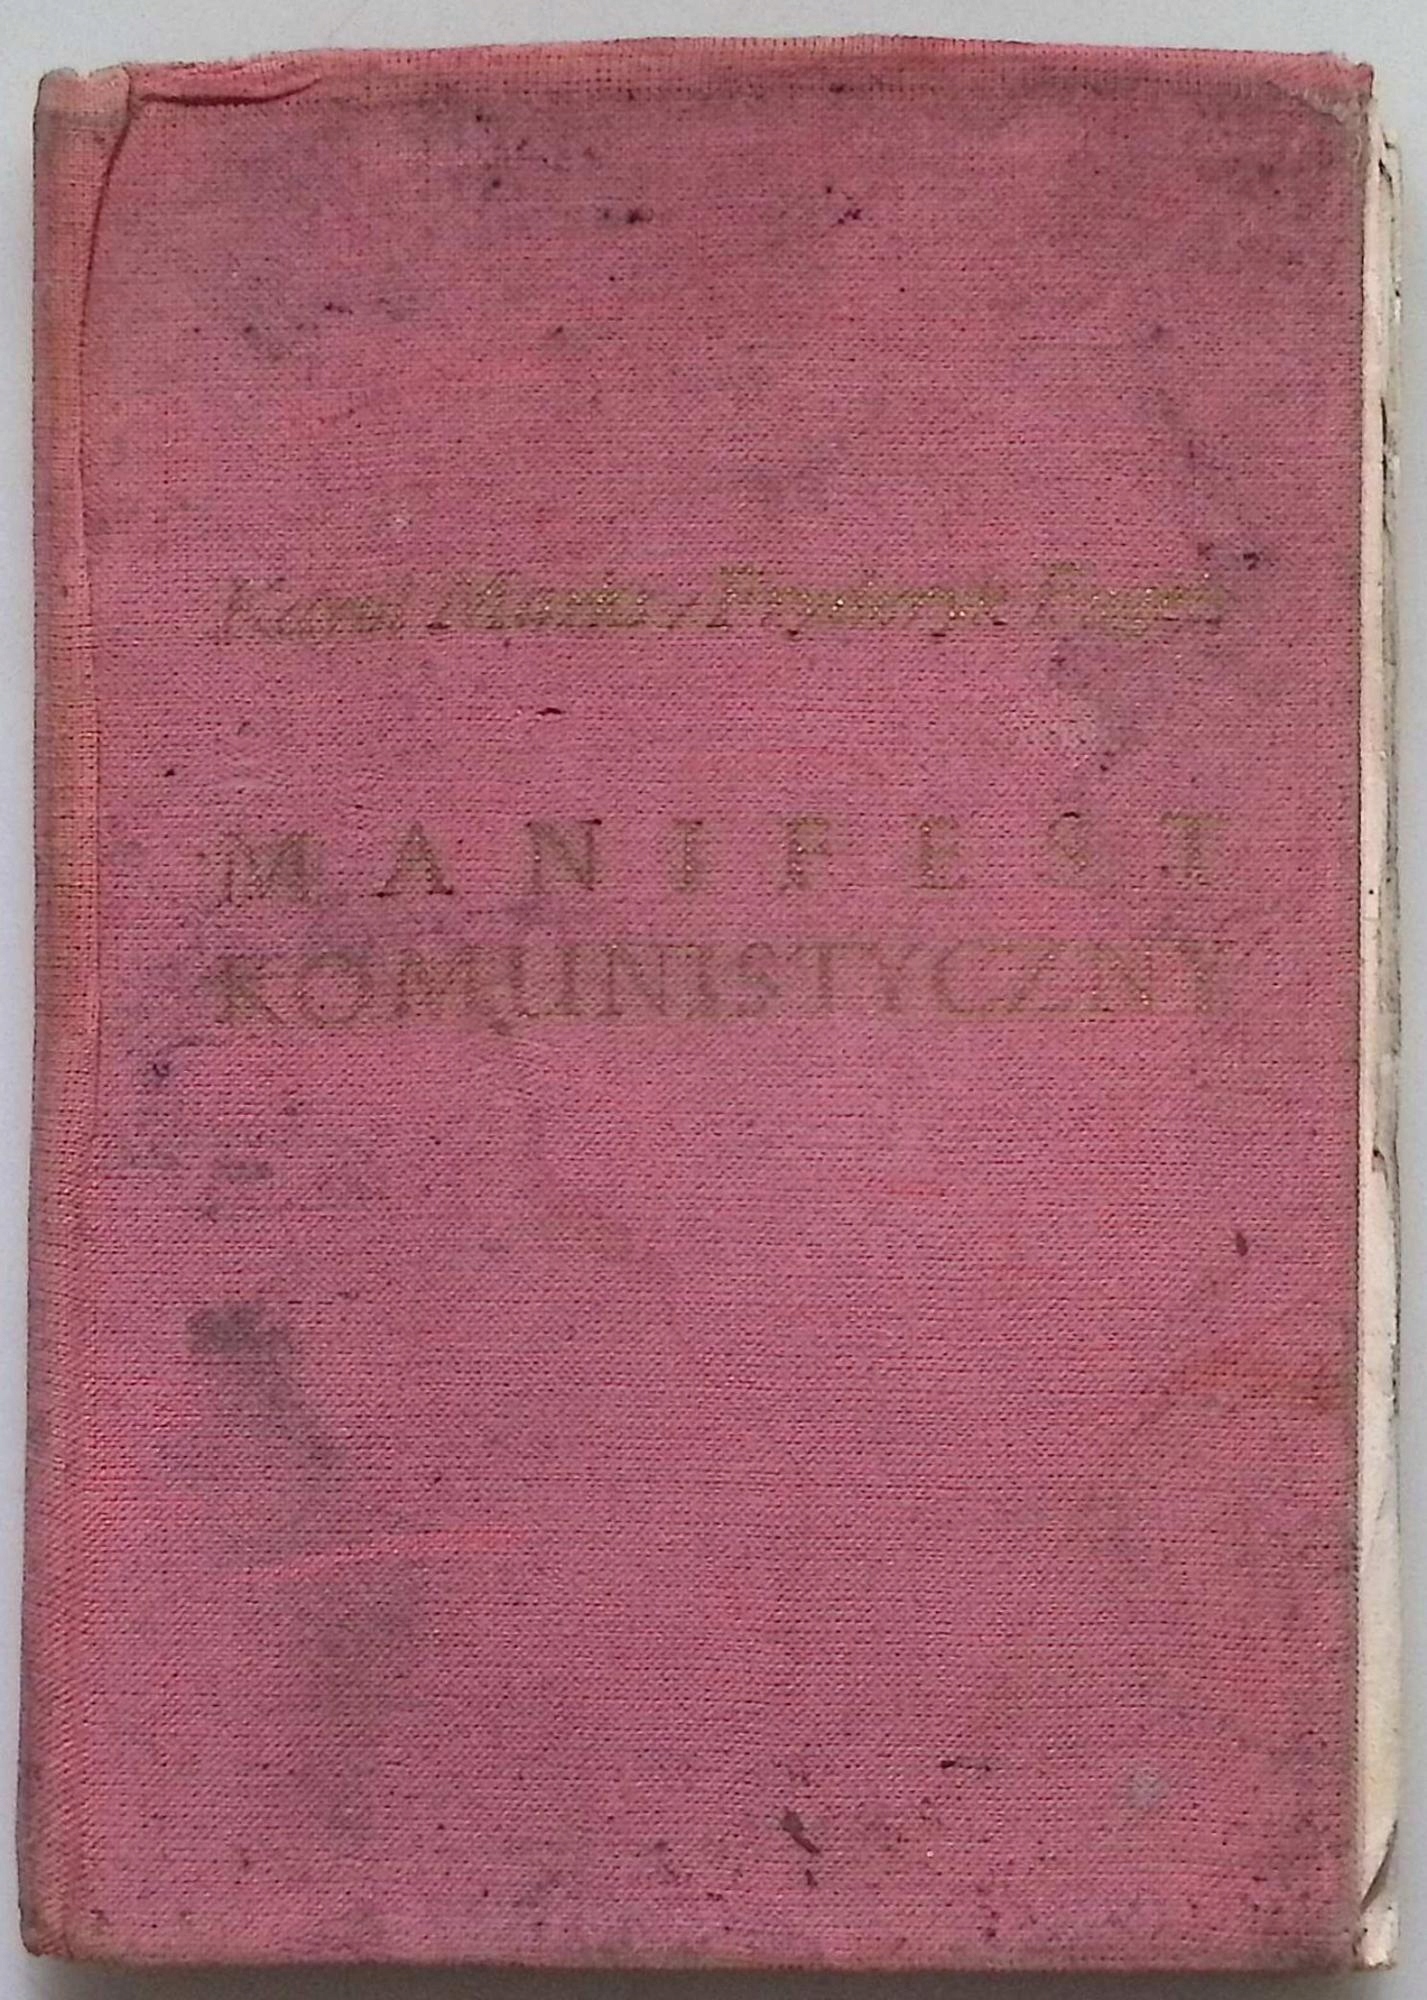 Karol Marks, Fryderyk Engels
MANIFEST
KOMUNISTYCZNY